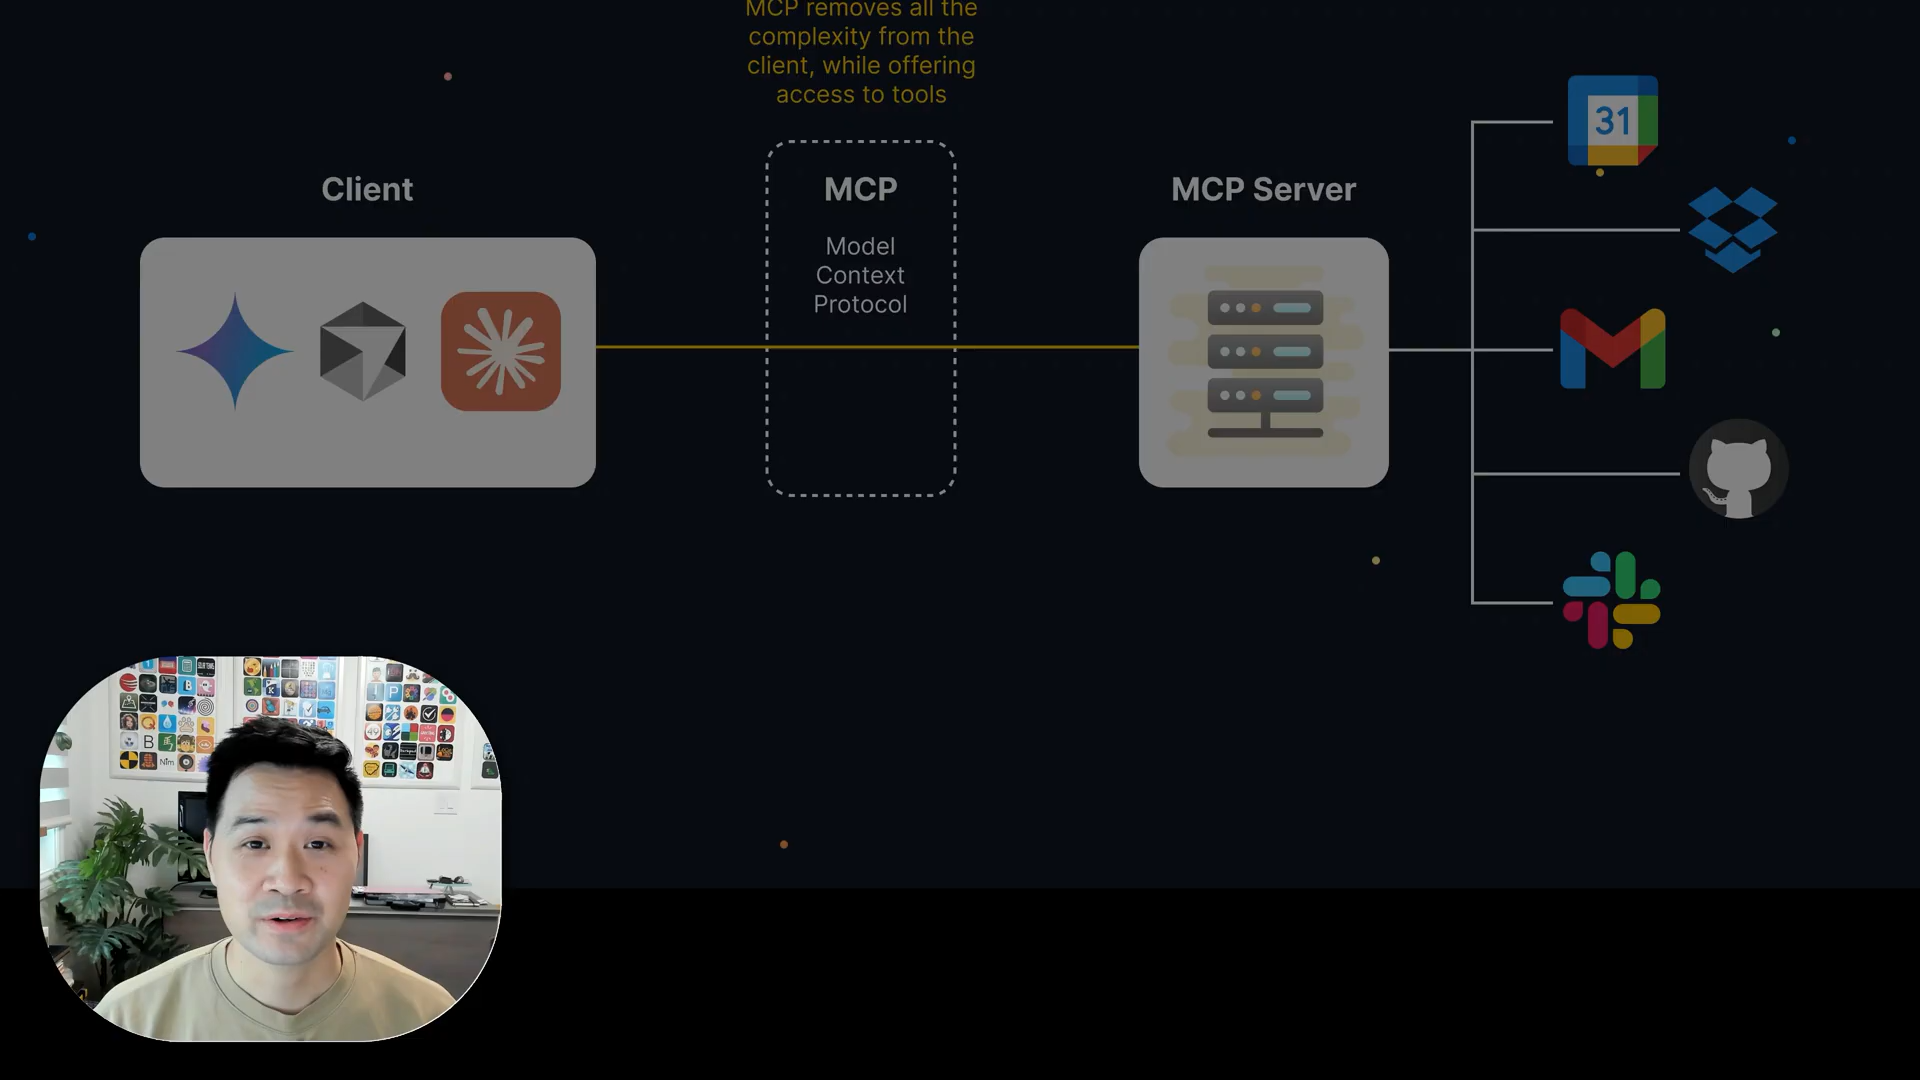 MCP removes all the
complexity from the
client, while offering
access to tools
Client
MCP
Model
Context
Protocol
MCP Server
31